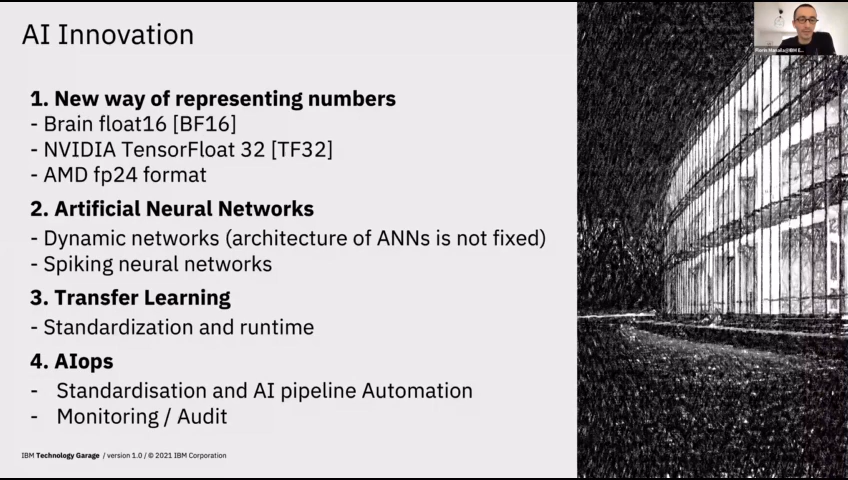 AI Innovation
1. New way of representing numbers
- Brain float16 [BF16]
- NVIDIA TensorFloat 32 [TF32]
- AMD fp24 format
2. Artificial Neural Networks
- Dynamic networks (architecture of ANNs is not fixed)
- Spiking neural networks
3. Transfer Learning
- Standardization and runtime
4. AIops
- Standardisation and AI pipeline Automation
- Monitoring / Audit
IBM Technology Garage / version 1.0 / © 2021 IBM Corporation